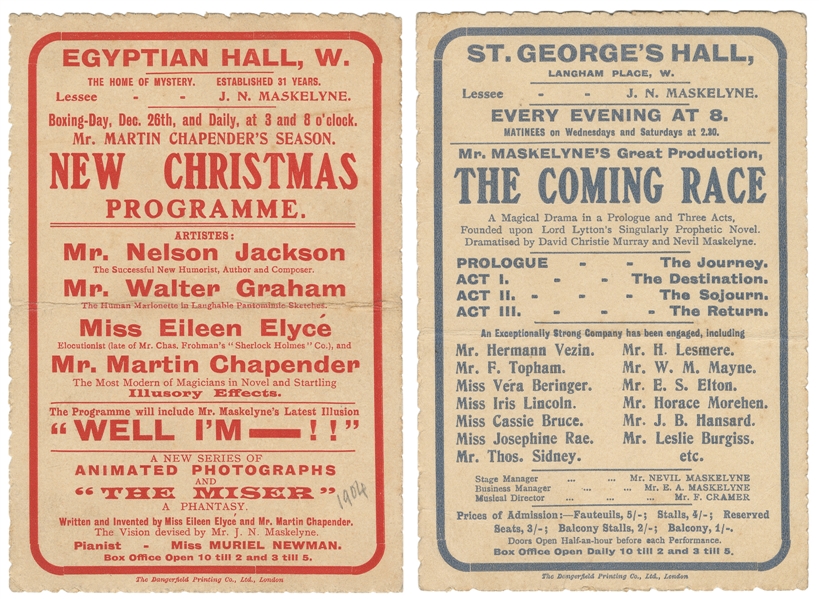 EGYPTIAN HALL, W.
THE HOME OF MYSTERY. ESTABLISHED 31 YEARS.
Lessee - - J. N. MASKELYNE.
Boxing-Day, Dec. 26th, and Daily, at 3 and 8 o'clock.
Mr. MARTIN CHAPENDER'S SEASON.
NEW CHRISTMAS
PROGRAMME.
ARTISTES:
Mr. Nelson Jackson
The Successful New Humorist, Author and Composer.
Mr. Walter Graham
The Human Marionette in Laughable Pantomimic Sketches.
Miss Eileen Elycé
Elocutionist (late of Mr. Chas. Frohman's "Sherlock Holmes" Co.), and
Mr. Martin Chapender
The Most Modern of Magicians in Novel and Startling
Illusory Effects.
The Programme will include Mr. Maskelyne's Latest Illusion
"WELL I'M — ! !"
A NEW SERIES OF
ANIMATED PHOTOGRAPHS
AND
"THE MISER"
A PHANTASY.
1904
Written and Invented by Miss Eileen Elycé and Mr. Martin Chapender.
The Vision devised by Mr. J. N. Maskelyne.
Pianist - Miss MURIEL NEWMAN.
Box Office Open Daily 10 till 2 and 3 till 5.
The Dangerfield Printing Co., Ltd., London
ST. GEORGE'S HALL,
LANGHAM PLACE, W.
Lessee - - J. N. MASKELYNE.
EVERY EVENING AT 8.
MATINEES on Wednesdays and Saturdays at 2.30.
Mr. MASKELYNE'S Great Production,
THE COMING RACE
A Magical Drama in a Prologue and Three Acts,
Founded upon Lord Lytton's Singularly Prophetic Novel.
Dramatised by David Christie Murray and Nevil Maskelyne.
PROLOGUE - - The Journey.
ACT I. - - - The Destination.
ACT II. - - - - The Sojourn.
ACT III. - - - - The Return.
An Exceptionally Strong Company has been engaged, including
Mr. Hermann Vezin. Mr. H. Lesmere.
Mr. F. Topham. Mr. W. M. Mayne.
Miss Vera Beringer. Mr. E. S. Elton.
Miss Iris Lincoln. Mr. Horace Morehen.
Miss Cassie Bruce. Mr. J. B. Hansard.
Miss Josephine Rae. Mr. Leslie Burgiss.
Mr. Thos. Sidney. etc.
Stage Manager ... ... Mr. NEVIL MASKELYNE
Business Manager ... ... Mr. E. A. MASKELYNE
Musical Director ... ... Mr. F. CRAMER
Prices of Admission:—Fauteuils, 5/-; Stalls, 4/-; Reserved
Seats, 3/-; Balcony Stalls, 2/-; Balcony, 1/-.
Doors Open Half-an-hour before each Performance.
Box Office Open Daily 10 till 2 and 3 till 5.
The Dangerfield Printing Co., Ltd., London